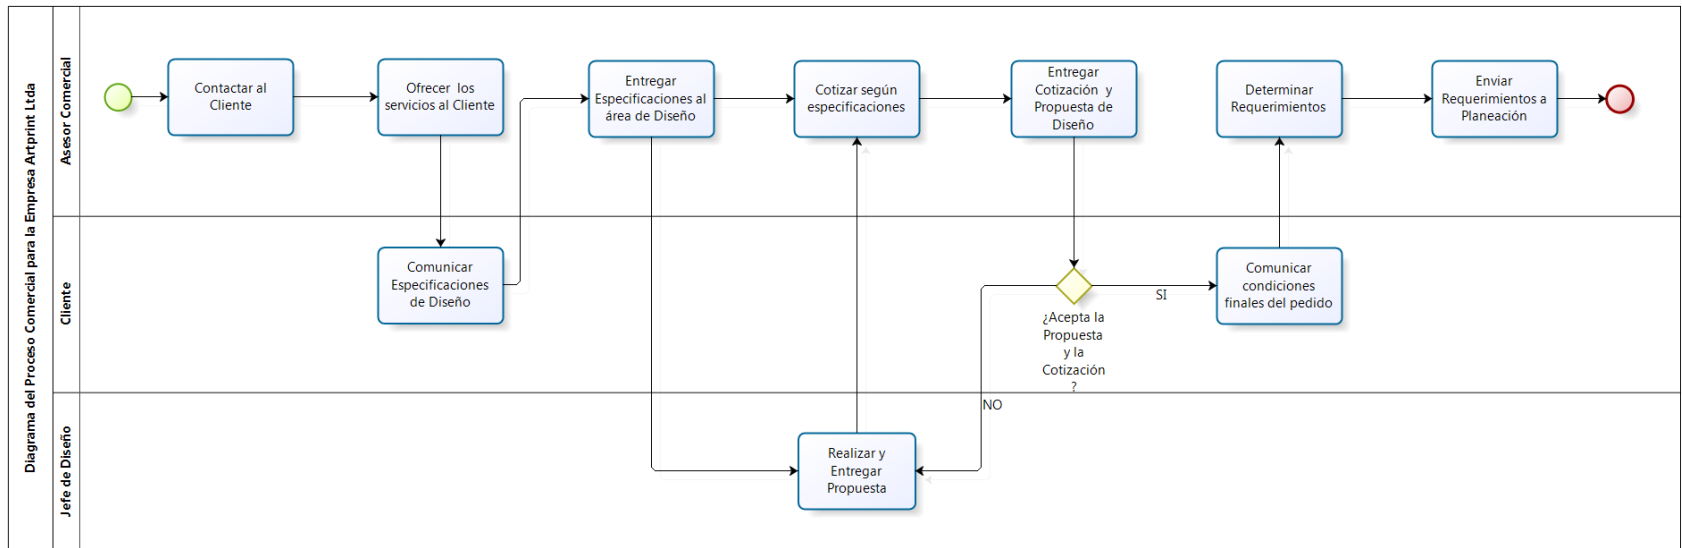 Diagrama del Proceso Comercial para la Empresa Artprint Ltda
Asesor Comercial
Contactar al
Cliente
Ofrecer los
servicios al Cliente
Entregar
Especificaciones al
área de Diseño
Cotizar según
especificaciones
Entregar
Cotización y
Propuesta de
Diseño
Determinar
Requerimientos
Enviar
Requerimientos a
Planeación
Cliente
Comunicar
Especificaciones
de Diseño
¿Acepta la
Propuesta
y la
Cotización
?
SI
Comunicar
condiciones
finales del pedido
NO
Jefe de Diseño
Realizar y
Entregar
Propuesta